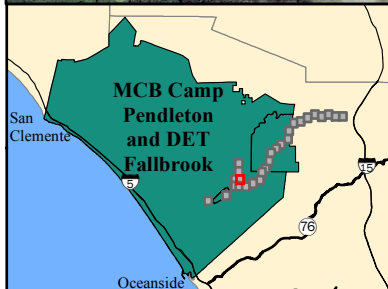 MCB Camp
Pendleton
and DET
Fallbrook
San
Clemente
5
15
76
Oceanside